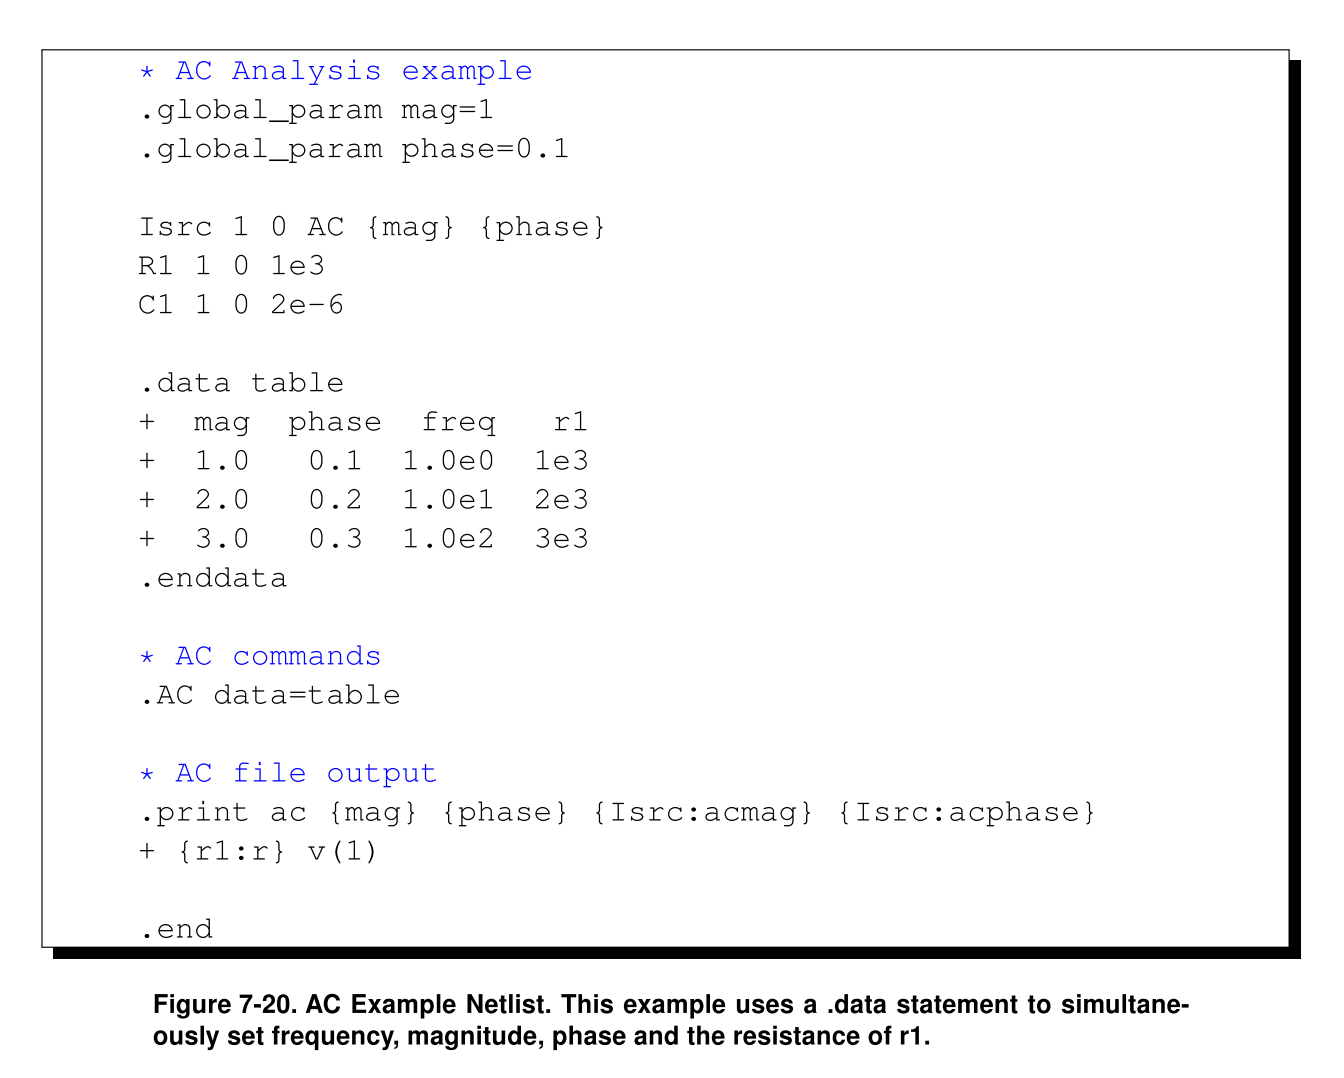 * AC Analysis example
.global_param mag=1
.global_param phase=0.1
Isrc 1 0 AC {mag} {phase}
R1 1 0 1e3
C1 1 0 2e-6
.data table
+  mag  phase  freq   r1
+  1.0   0.1  1.0e0  1e3
+  2.0   0.2  1.0e1  2e3
+  3.0   0.3  1.0e2  3e3
.enddata
* AC commands
.AC data=table
* AC file output
.print ac {mag} {phase} {Isrc:acmag} {Isrc:acphase}
+ {r1:r} v(1)
.end
Figure 7-20. AC Example Netlist. This example uses a .data statement to simultane-
ously set frequency, magnitude, phase and the resistance of r1.